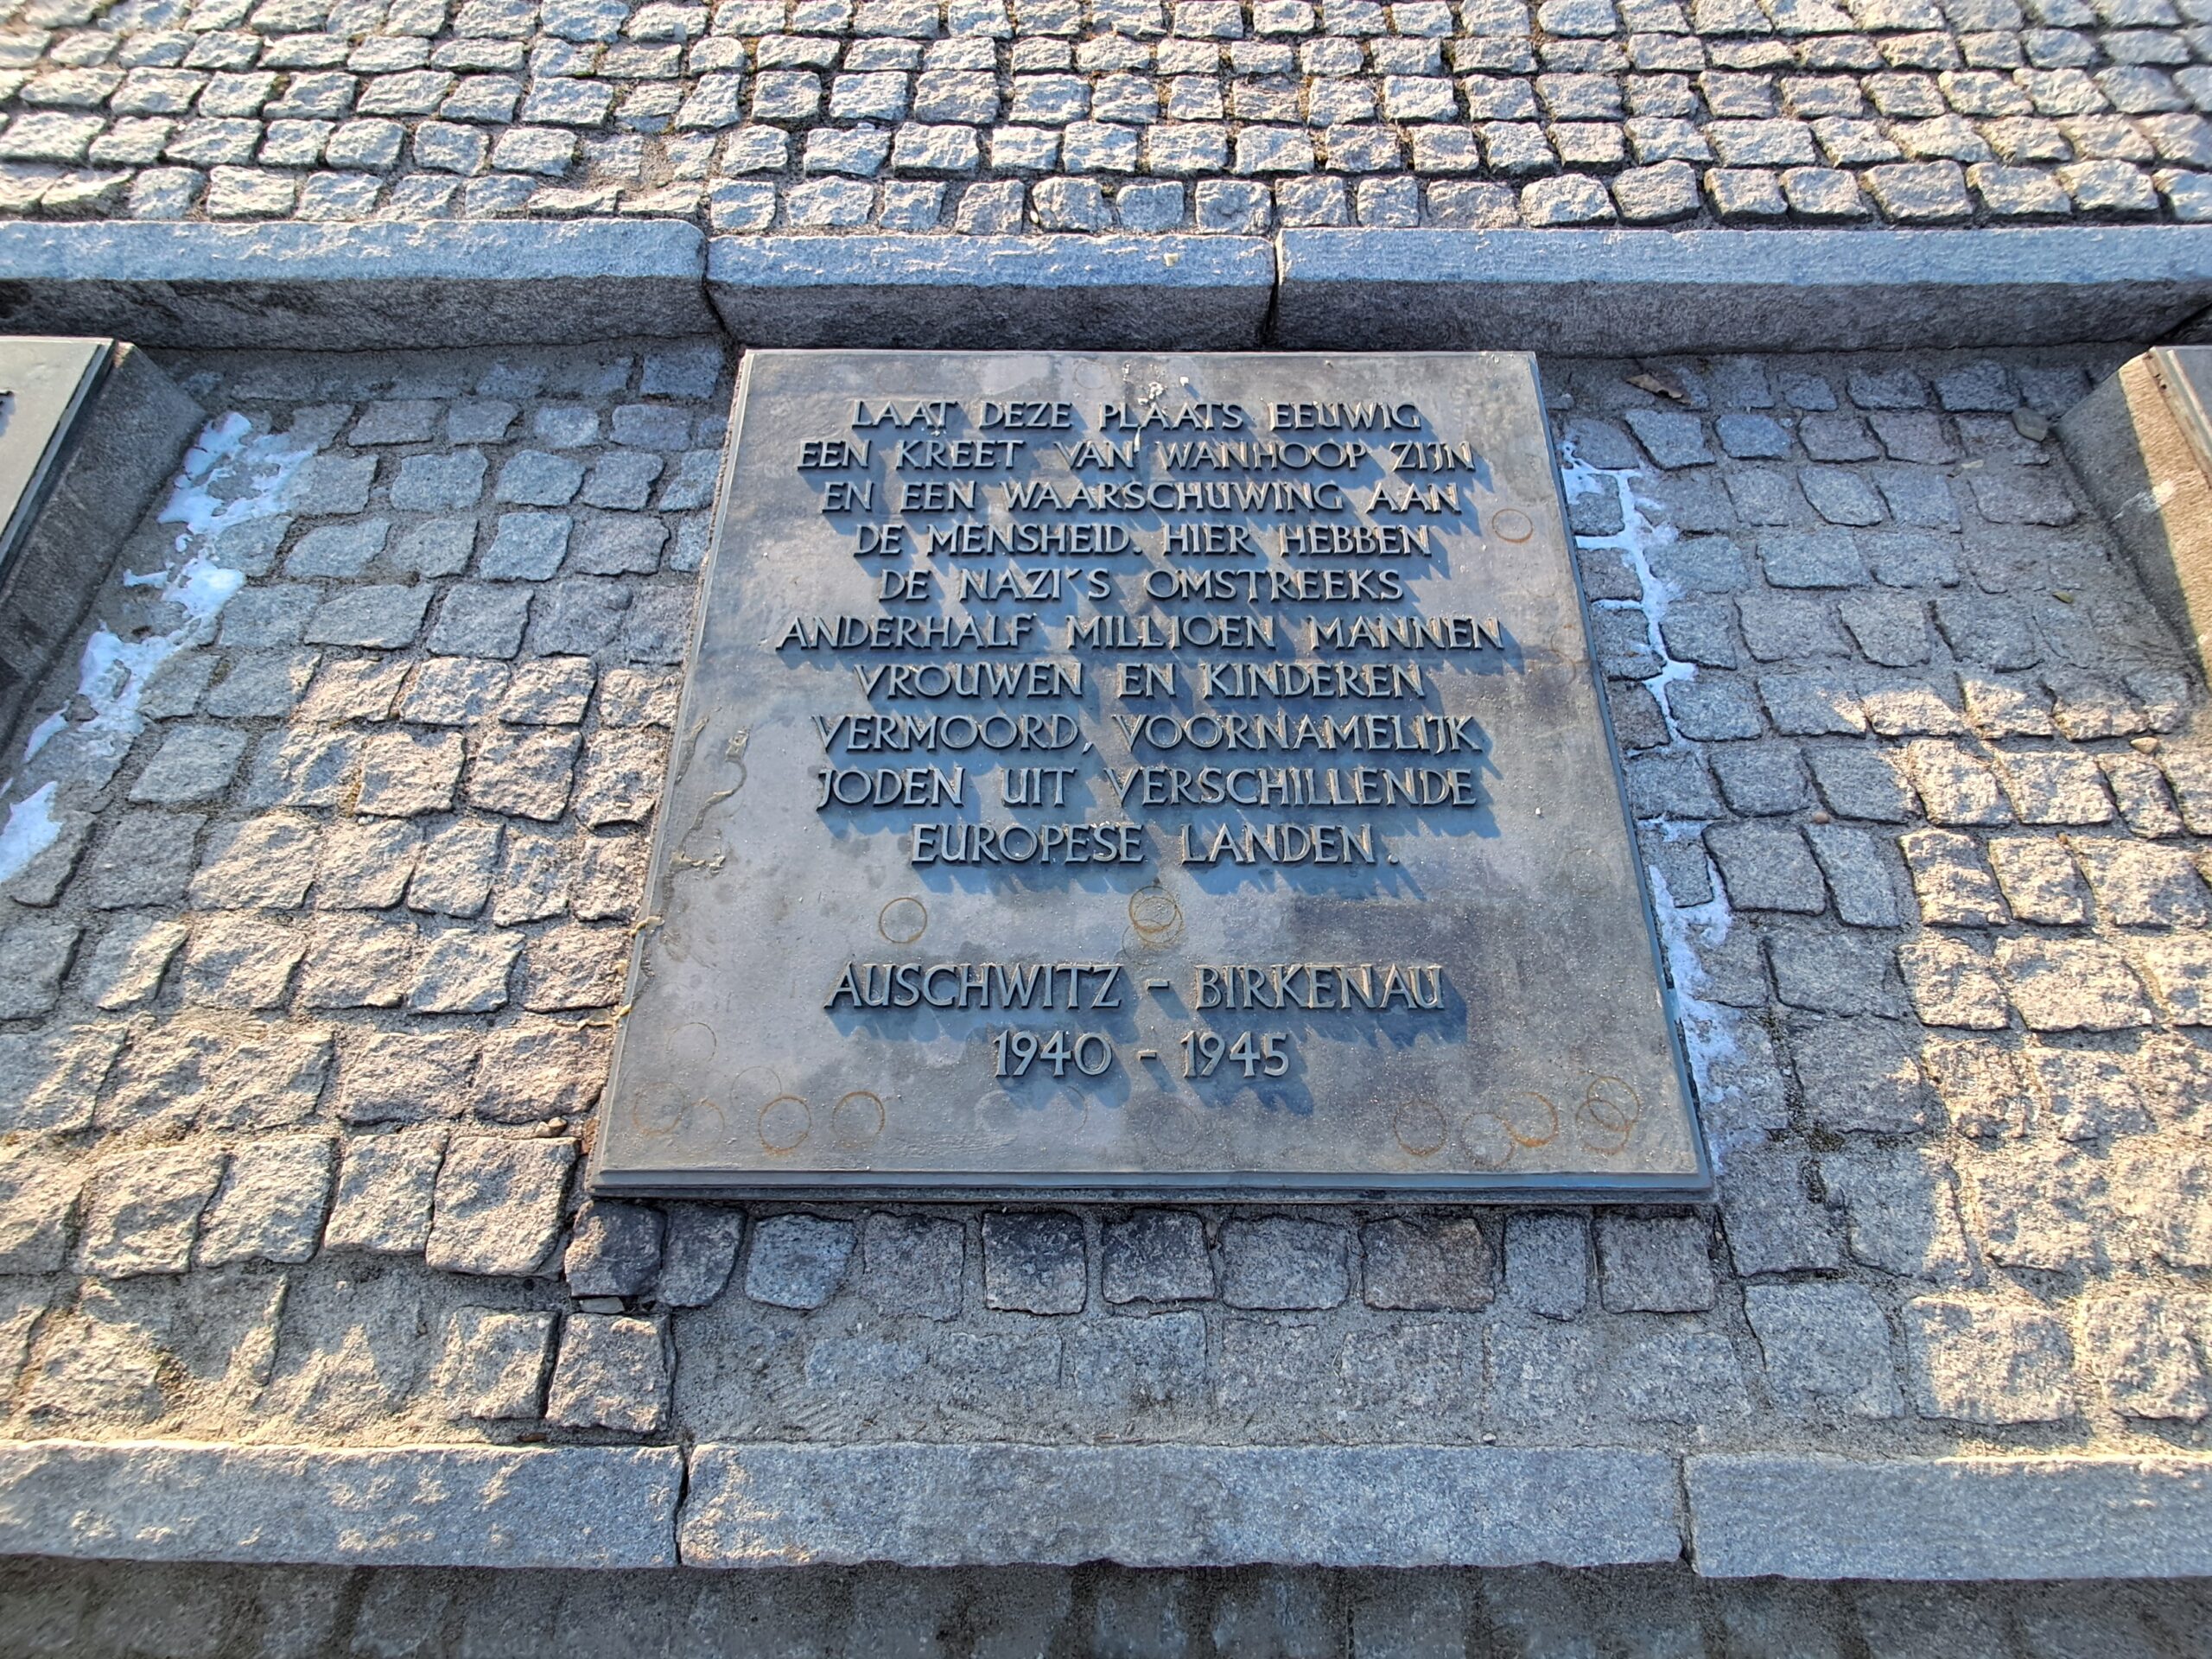 LAAT DEZE PLAATS EEUWIG
EEN KREET VAN WANHOOP ZIJN
EN EEN WAARSCHUWING AAN
DE MENSHEID. HIER HEBBEN
DE NAZI´S OMSTREEKS
ANDERHALF MILLIOEN MANNEN
VROUWEN EN KINDEREN
VERMOORD, VOORNAMELIJK
JODEN UIT VERSCHILLENDE
EUROPESE LANDEN.
AUSCHWITZ - BIRKENAU
1940 - 1945